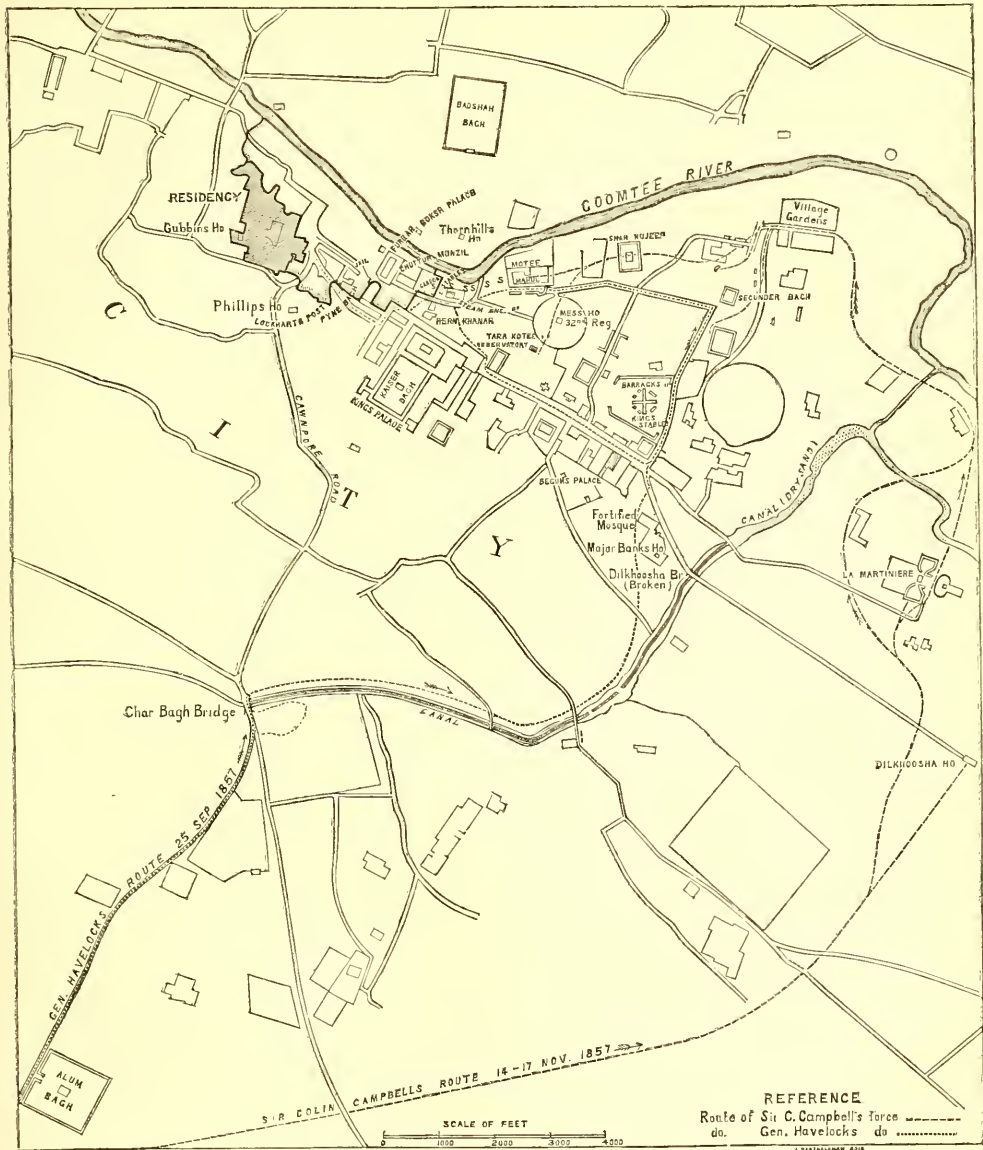 BADSHAH
BAGH
GOOMTEE RIVER
RESIDENCY
Gubbins Ho
Thornhills
Ho
Village
Gardens
CHUTTUR MUNZIL
MOTEE
MAHUL
SHAH NUJEEF
SECUNDER BAGH
Phillips Ho
LOCKHARTS POST
MESS HO
32nd Reg
TARA KOTEE
OBSERVATORY
KAISER
BAGH
KINGS PALACE
BARRACKS
KINGS
STABLES
CAWNPORE ROAD
CITY
BEGUMS PALACE
Fortified
Mosque
Major Banks Ho
Dilkhoosha Br
(Broken)
CANAL (DRY SAND)
LA MARTINIERE
Char Bagh Bridge
CANAL
DILKHOOSHA HO
GEN. HAVELOCKS ROUTE 25 SEP 1857
ALUM
BAGH
SIR COLIN CAMPBELLS ROUTE 14-17 NOV. 1857
SCALE OF FEET
0 1000 2000 3000 4000
REFERENCE
Route of Sir C. Campbell's force
do. Gen. Havelocks do